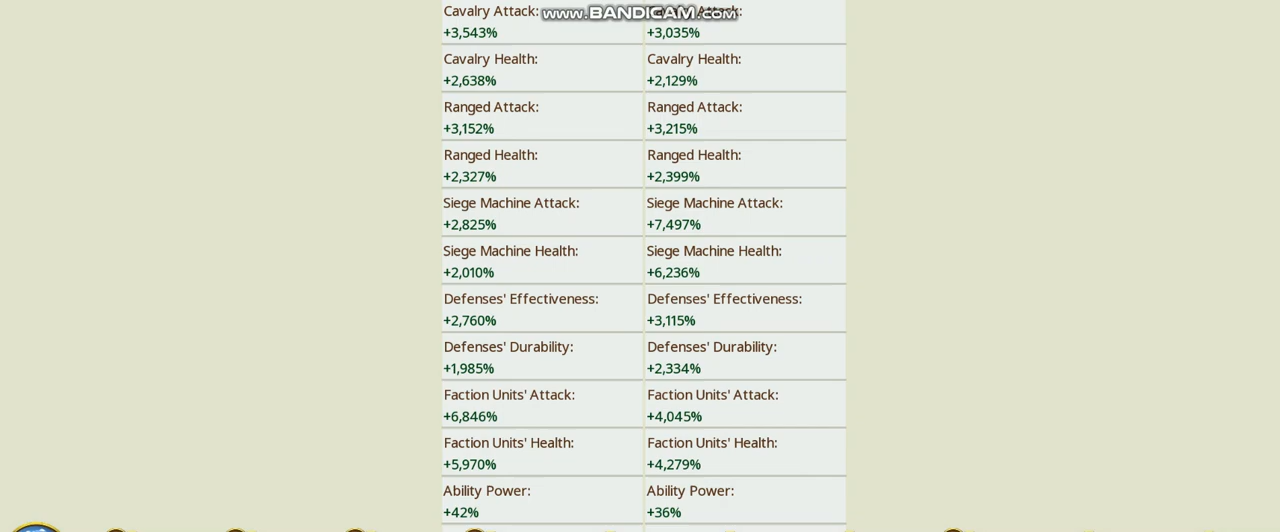 www.BANDICAM.com
Cavalry Attack: Attack:
+3,543% +3,035%
Cavalry Health: Cavalry Health:
+2,638% +2,129%
Ranged Attack: Ranged Attack:
+3,152% +3,215%
Ranged Health: Ranged Health:
+2,327% +2,399%
Siege Machine Attack: Siege Machine Attack:
+2,825% +7,497%
Siege Machine Health: Siege Machine Health:
+2,010% +6,236%
Defenses' Effectiveness: Defenses' Effectiveness:
+2,760% +3,115%
Defenses' Durability: Defenses' Durability:
+1,985% +2,334%
Faction Units' Attack: Faction Units' Attack:
+6,846% +4,045%
Faction Units' Health: Faction Units' Health:
+5,970% +4,279%
Ability Power: Ability Power:
+42% +36%